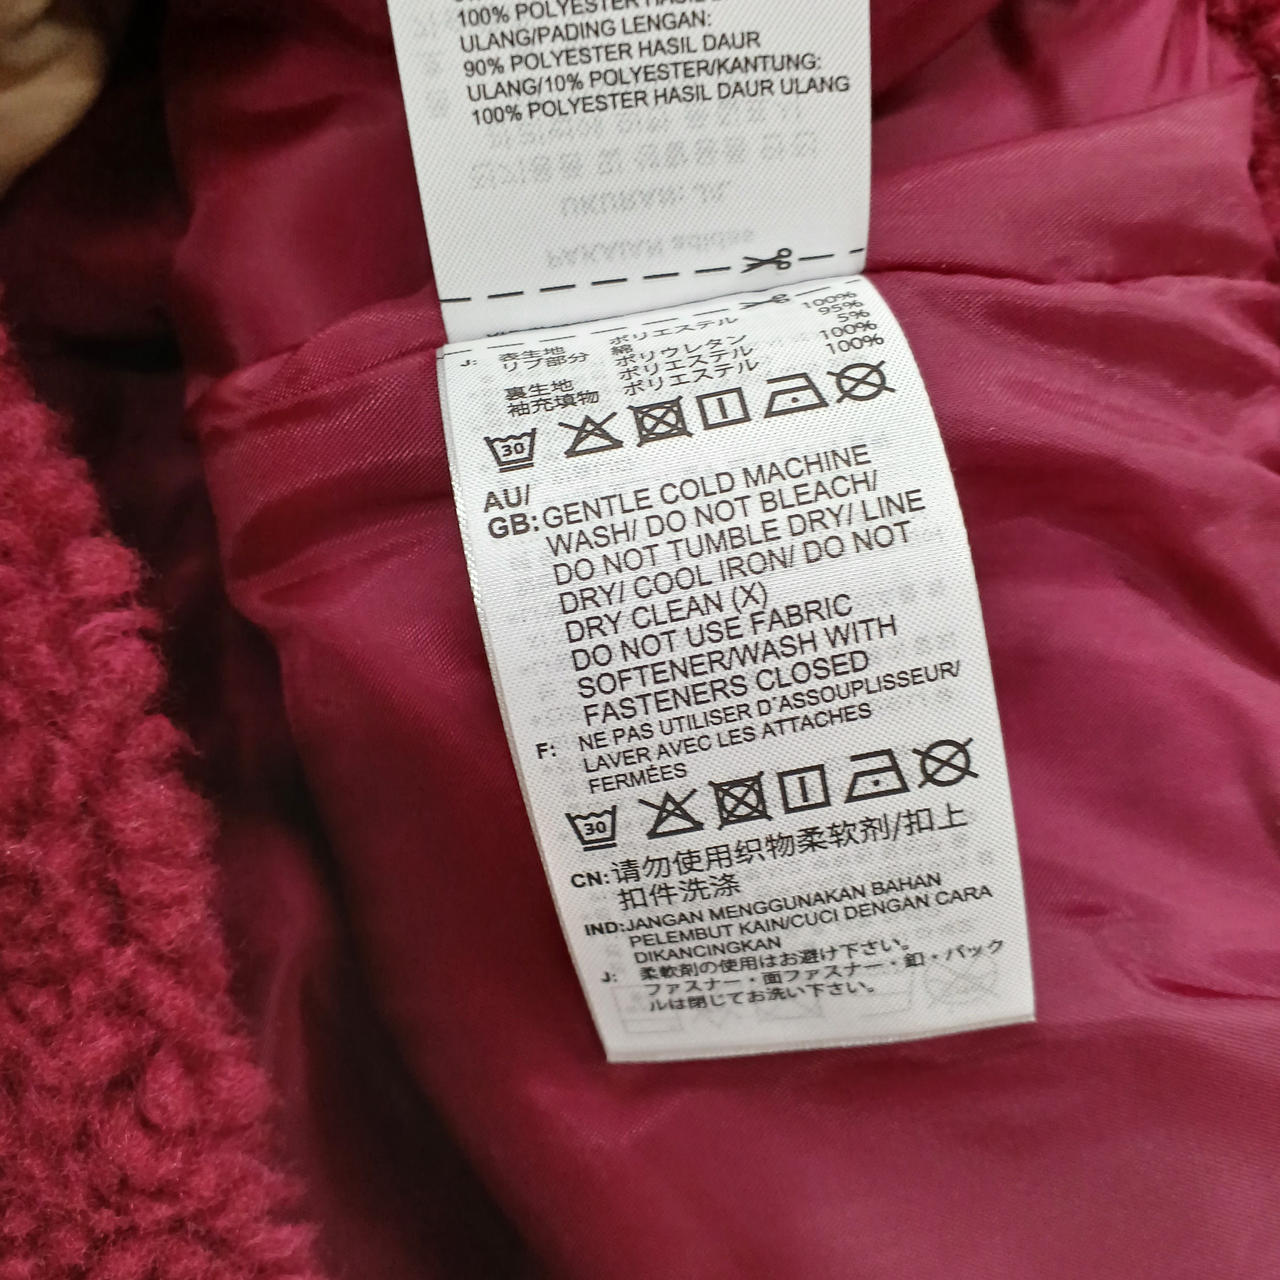 100% POLYESTER HASIL
ULANG/PADING LENGAN:
90% POLYESTER HASIL DAUR
ULANG/10% POLYESTER/KANTUNG:
100% POLYESTER HASIL DAUR ULANG
J: 表生地 ポリエステル 100%
リブ部分 綿 95%
ポリウレタン 5%
裏生地 ポリエステル 100%
袖充填物 ポリエステル 100%
30
AU/
GB: GENTLE COLD MACHINE
WASH/ DO NOT BLEACH/
DO NOT TUMBLE DRY/ LINE
DRY/ COOL IRON/ DO NOT
DRY CLEAN (X)
DO NOT USE FABRIC
SOFTENER/WASH WITH
FASTENERS CLOSED
F: NE PAS UTILISER D'ASSOUPLISSEUR/
LAVER AVEC LES ATTACHES
FERMÉES
30
CN: 请勿使用织物柔软剂/扣上
扣件洗涤
IND: JANGAN MENGGUNAKAN BAHAN
PELEMBUT KAIN/CUCI DENGAN CARA
DIKANCINGKAN
J: 柔軟剤の使用はお避け下さい。
ファスナー・面ファスナー・釦・バック
ルは閉じてお洗い下さい。